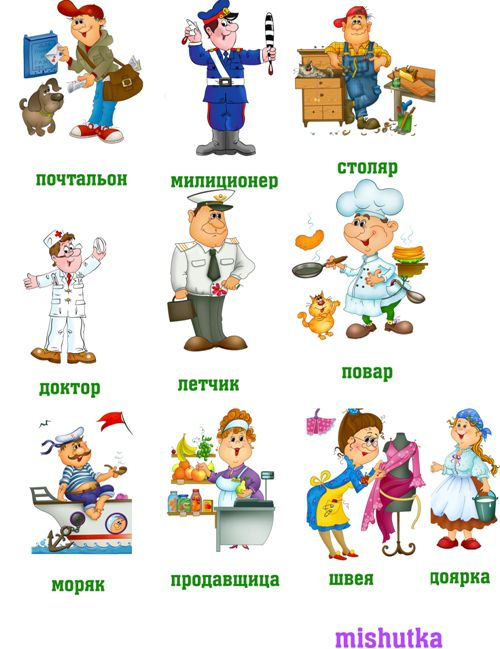 почтальон
милиционер
столяр
доктор
летчик
повар
моряк
продавщица
швея
доярка
mishutka